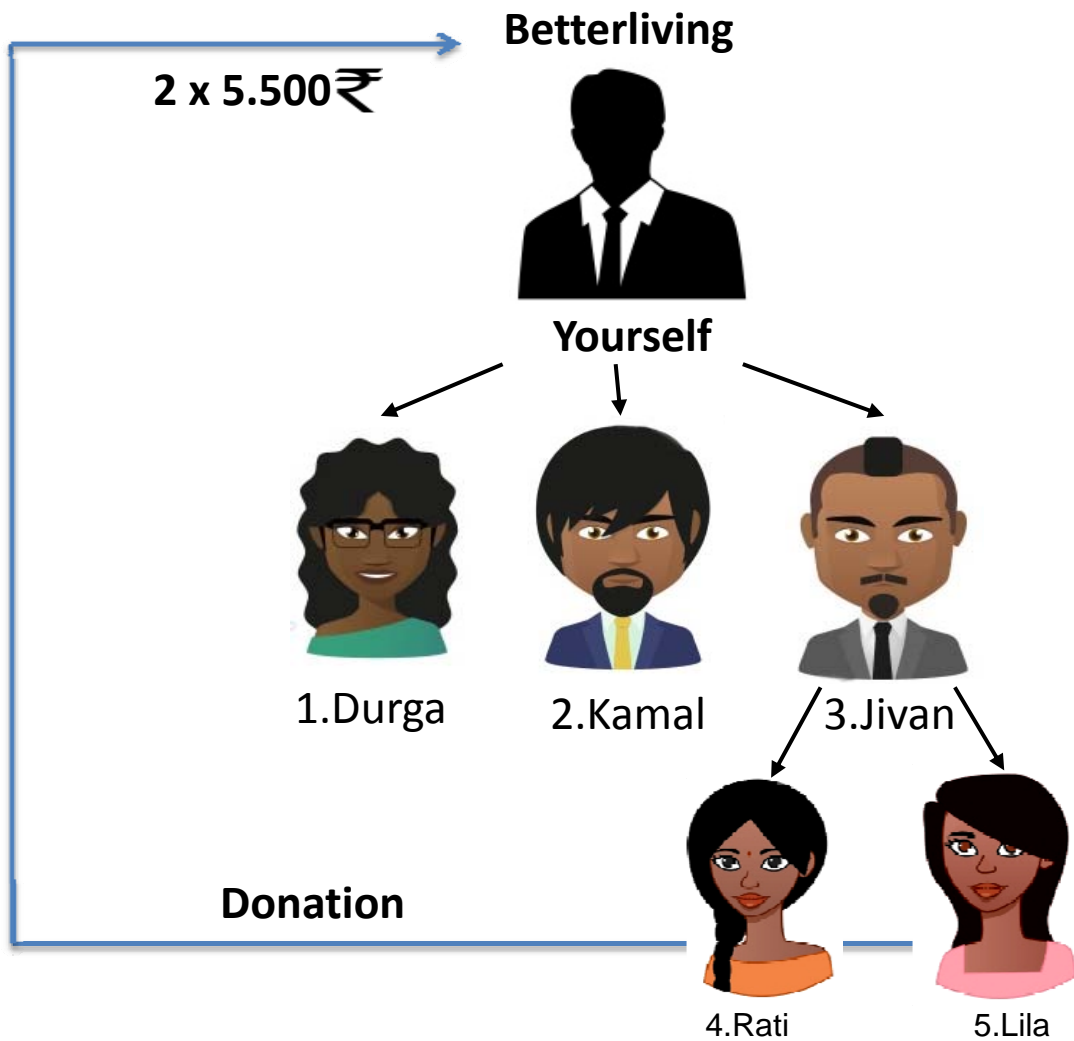 Betterliving
2 x 5.500₹
Yourself
1.Durga
2.Kamal
3.Jivan
Donation
4.Rati
5.Lila